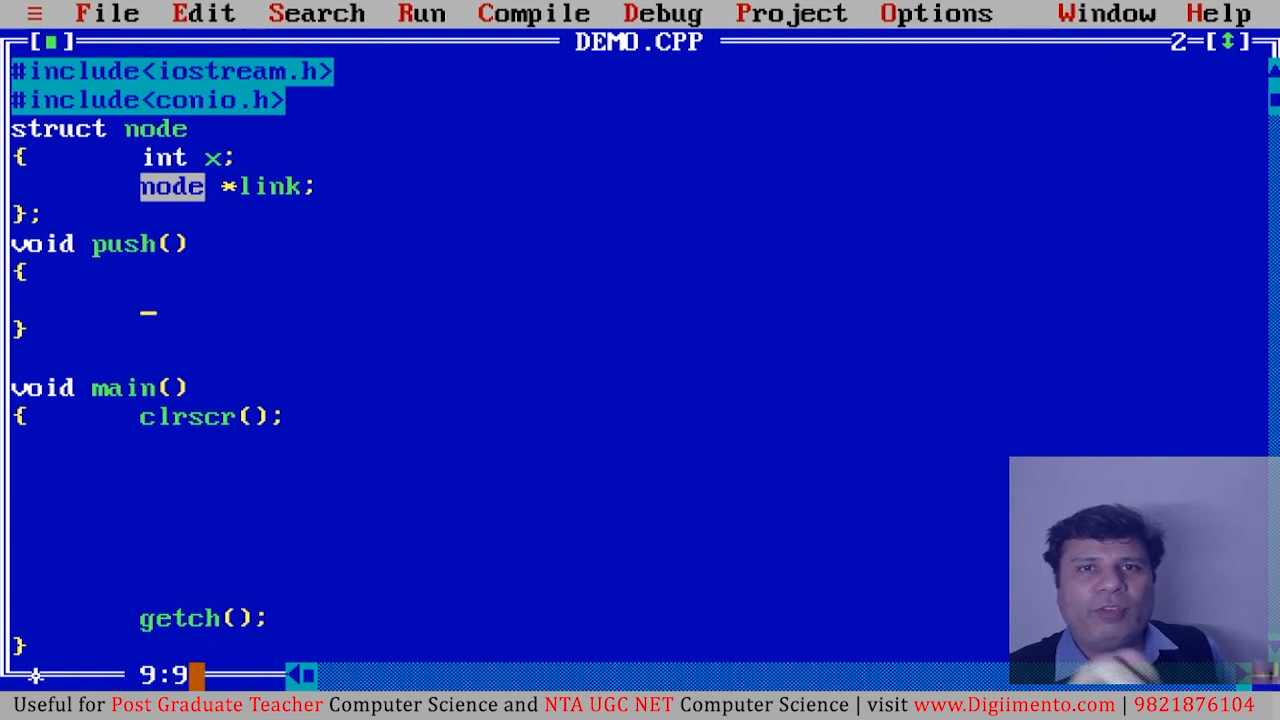 ≡ File Edit Search Run Compile Debug Project Options Window Help
[■] DEMO.CPP 2=[↕]
#include<iostream.h>
#include<conio.h>
struct node
{ int x;
node *link;
};
void push()
{
_
}
void main()
{ clrscr();
getch();
}
9:9
Useful for Post Graduate Teacher Computer Science and NTA UGC NET Computer Science | visit www.Digiimento.com | 9821876104